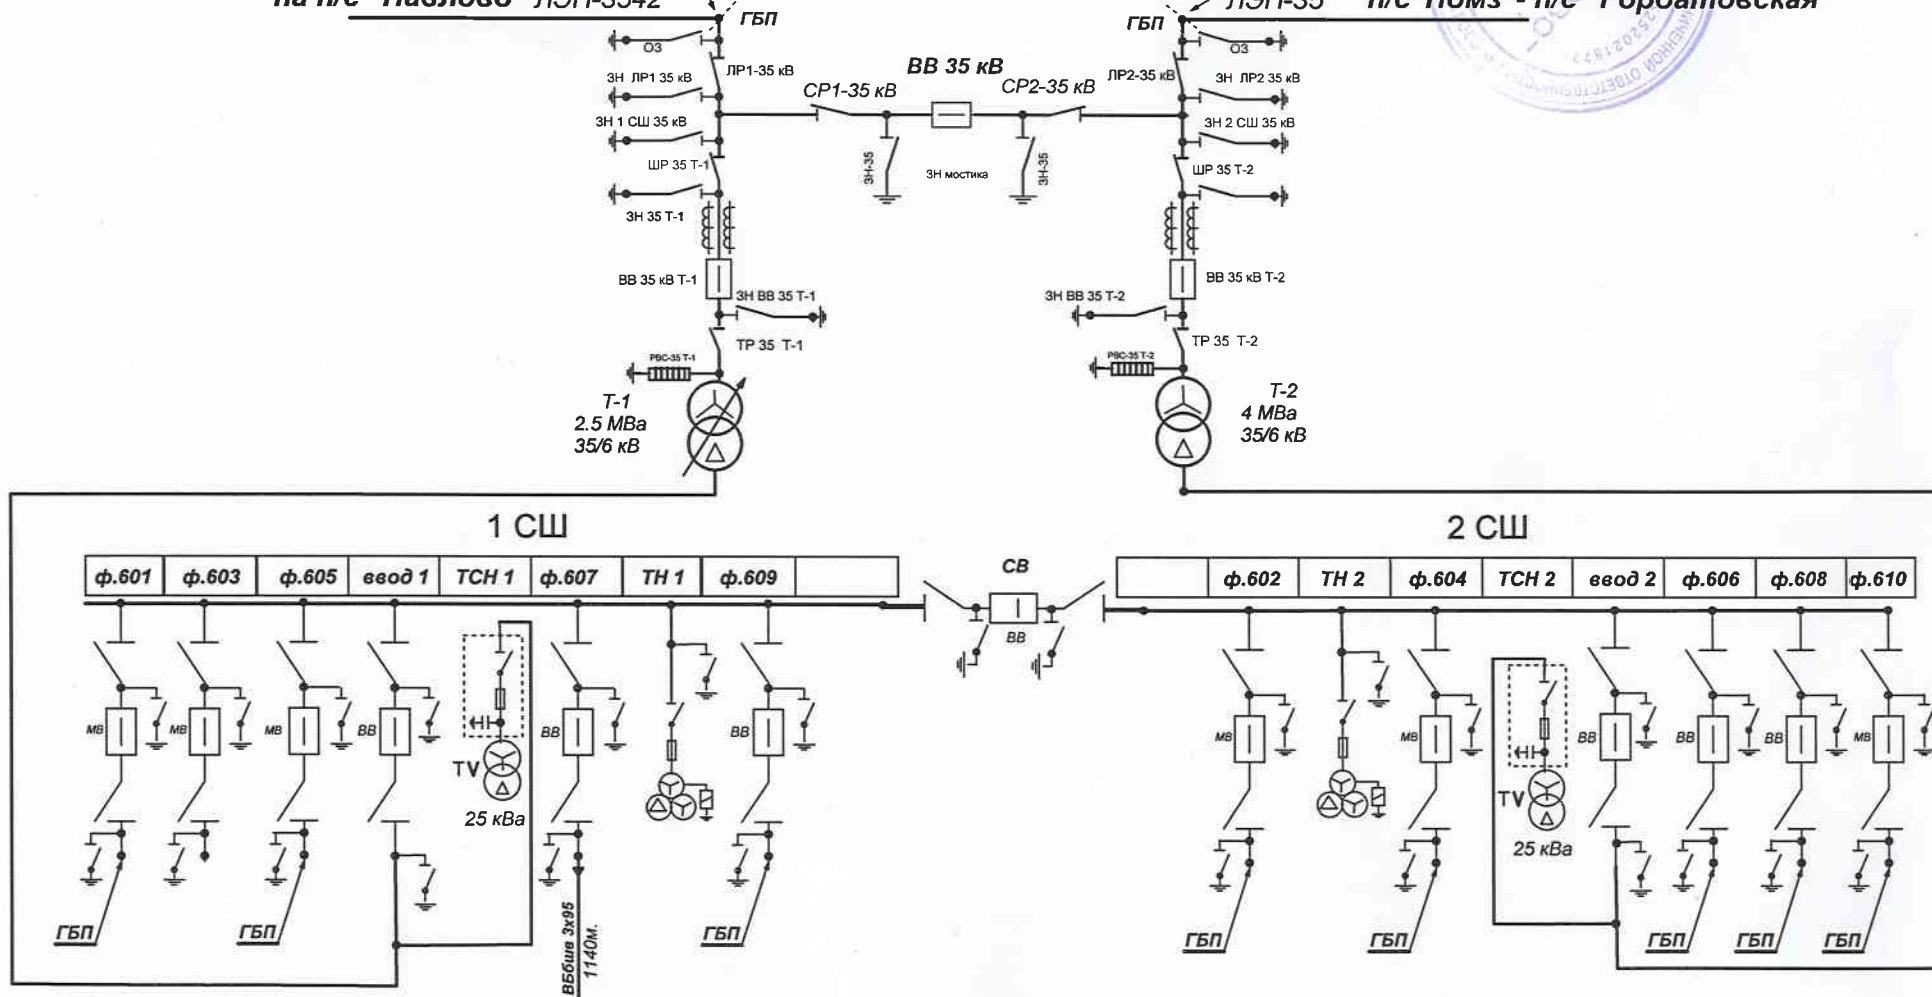 на п/с "Павлово" ЛЭП-3542
ГБП
ЛЭП-35
п/с "Помз" - п/с "Горбатовская"
ГБП
ОЗ
ЗН ЛР1 35 кВ
ЛР1-35 кВ
ЗН 1 СШ 35 кВ
ШР 35 Т-1
ЗН 35 Т-1
СР1-35 кВ
ВВ 35 кВ
СР2-35 кВ
ЗН-35
ЗН мостика
ЗН-35
ОЗ
ЛР2-35 кВ
ЗН ЛР2 35 кВ
ЗН 2 СШ 35 кВ
ШР 35 Т-2
ВВ 35 кВ Т-1
ЗН ВВ 35 Т-1
ТР 35 Т-1
РВС-35 Т-1
Т-1
2.5 МВа
35/6 кВ
ВВ 35 кВ Т-2
ЗН ВВ 35 Т-2
ТР 35 Т-2
РВС-35 Т-2
Т-2
4 МВа
35/6 кВ
1 СШ
2 СШ
ф.601 ф.603 ф.605 ввод 1 ТСН 1 ф.607 ТН 1 ф.609
СВ
ВВ
ф.602 ТН 2 ф.604 ТСН 2 ввод 2 ф.606 ф.608 ф.610
МВ МВ МВ ВВ ВВ ВВ
TV
25 кВа
МВ МВ ВВ ВВ ВВ МВ
TV
25 кВа
ГБП ГБП ГБП
ВБбшв 3х95
1140м.
ГБП ГБП ГБП ГБП ГБП